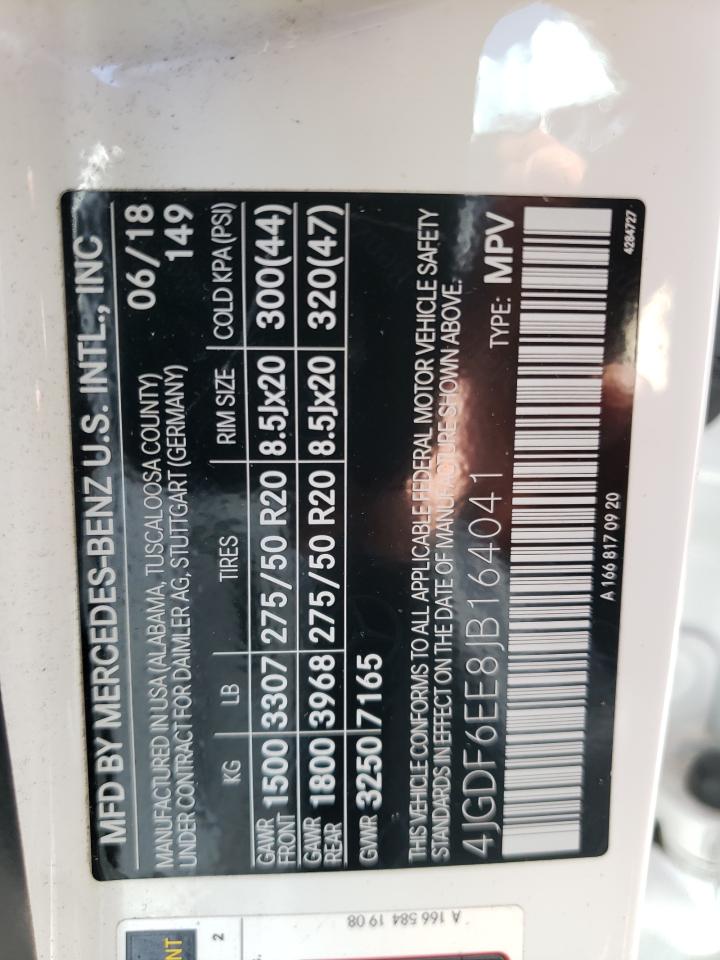 MFD BY MERCEDES-BENZ U.S. INTL., INC
MANUFACTURED IN USA (ALABAMA, TUSCALOOSA COUNTY) 06/18
UNDER CONTRACT FOR DAIMLER AG, STUTTGART (GERMANY) 149
KG LB TIRES RIM SIZE COLD KPA (PSI)
GAWR FRONT 1500 3307 275/50 R20 8.5Jx20 300(44)
GAWR REAR 1800 3968 275/50 R20 8.5Jx20 320(47)
GVWR 3250 7165
THIS VEHICLE CONFORMS TO ALL APPLICABLE FEDERAL MOTOR VEHICLE SAFETY
STANDARDS IN EFFECT ON THE DATE OF MANUFACTURE SHOWN ABOVE.
4JGDF6EE8JB164041 TYPE: MPV
A 166 817 09 20 4284727
A 166 584 19 08
2
NT